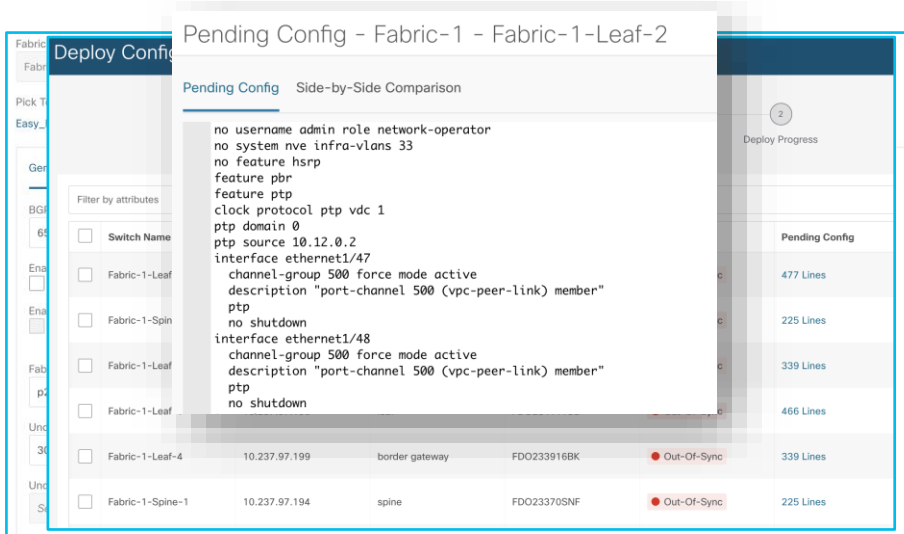 Pending Config - Fabric-1 - Fabric-1-Leaf-2
Pending Config Side-by-Side Comparison
no username admin role network-operator
no system nve infra-vlans 33
no feature hsrp
feature pbr
feature ptp
clock protocol ptp vdc 1
ptp domain 0
ptp source 10.12.0.2
interface ethernet1/47
channel-group 500 force mode active
description "port-channel 500 (vpc-peer-link) member"
ptp
no shutdown
interface ethernet1/48
channel-group 500 force mode active
description "port-channel 500 (vpc-peer-link) member"
ptp
no shutdown
Fabric
Fabr
Pick T
Easy_
Ger
BGP
65
Ena
Ena
Fab
p2
Und
30
Und
Deploy Config
2
Deploy Progress
Filter by attributes
Switch Name Pending Config
Fabric-1-Leaf 477 Lines
Fabric-1-Spin 225 Lines
Fabric-1-Leaf 339 Lines
Fabric-1-Leaf 466 Lines
Fabric-1-Leaf-4 10.237.97.199 border gateway FDO233916BK Out-Of-Sync 339 Lines
Fabric-1-Spine-1 10.237.97.194 spine FDO23370SNF Out-Of-Sync 225 Lines